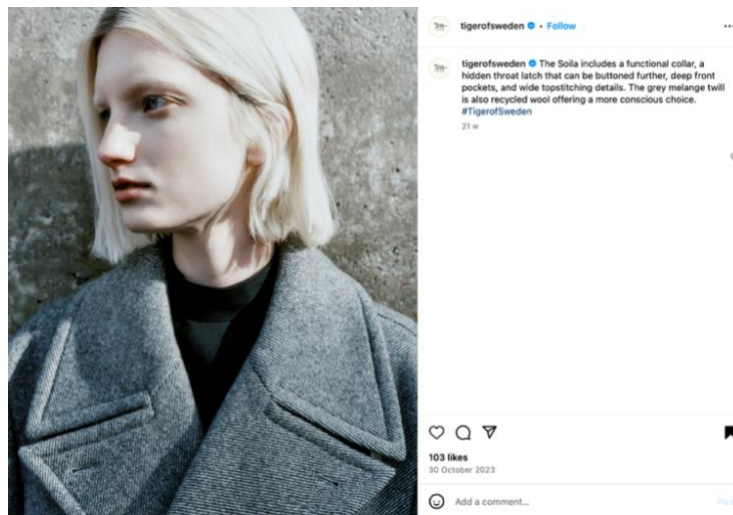 tigerofsweden • Follow
tigerofsweden The Soila includes a functional collar, a
hidden throat latch that can be buttoned further, deep front
pockets, and wide topstitching details. The grey melange twill
is also recycled wool offering a more conscious choice.
#TigerofSweden
21 w
103 likes
30 October 2023
Add a comment...
Post